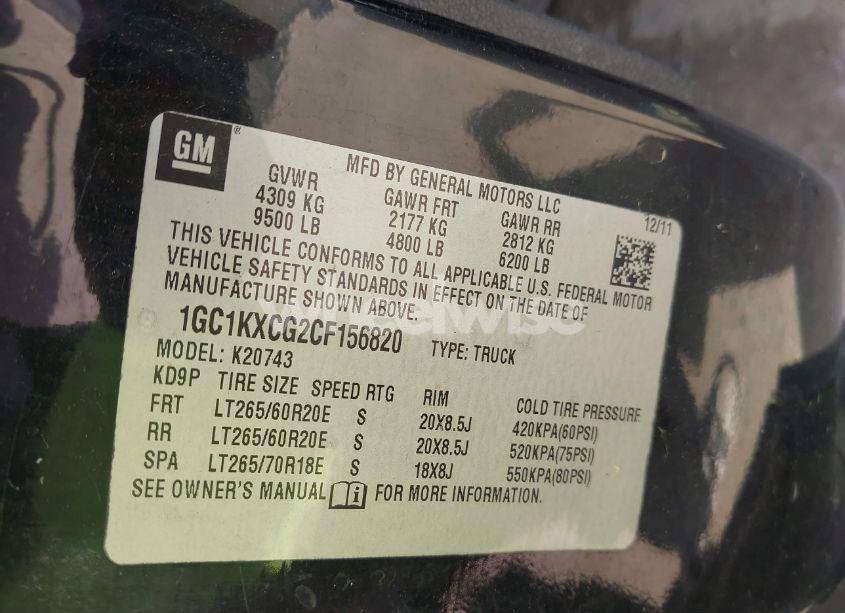 GM
MFD BY GENERAL MOTORS LLC
12/11
GVWR GAWR FRT GAWR RR
4309 KG 2177 KG 2812 KG
9500 LB 4800 LB 6200 LB
THIS VEHICLE CONFORMS TO ALL APPLICABLE U.S. FEDERAL MOTOR
VEHICLE SAFETY STANDARDS IN EFFECT ON THE DATE OF
MANUFACTURE SHOWN ABOVE.
1GC1KXCG2CF156820 TYPE: TRUCK
MODEL: K20743
KD9P TIRE SIZE SPEED RTG RIM COLD TIRE PRESSURE
FRT LT265/60R20E S 20X8.5J 420KPA(60PSI)
RR LT265/60R20E S 20X8.5J 520KPA(75PSI)
SPA LT265/70R18E S 18X8J 550KPA(80PSI)
SEE OWNER'S MANUAL i FOR MORE INFORMATION.